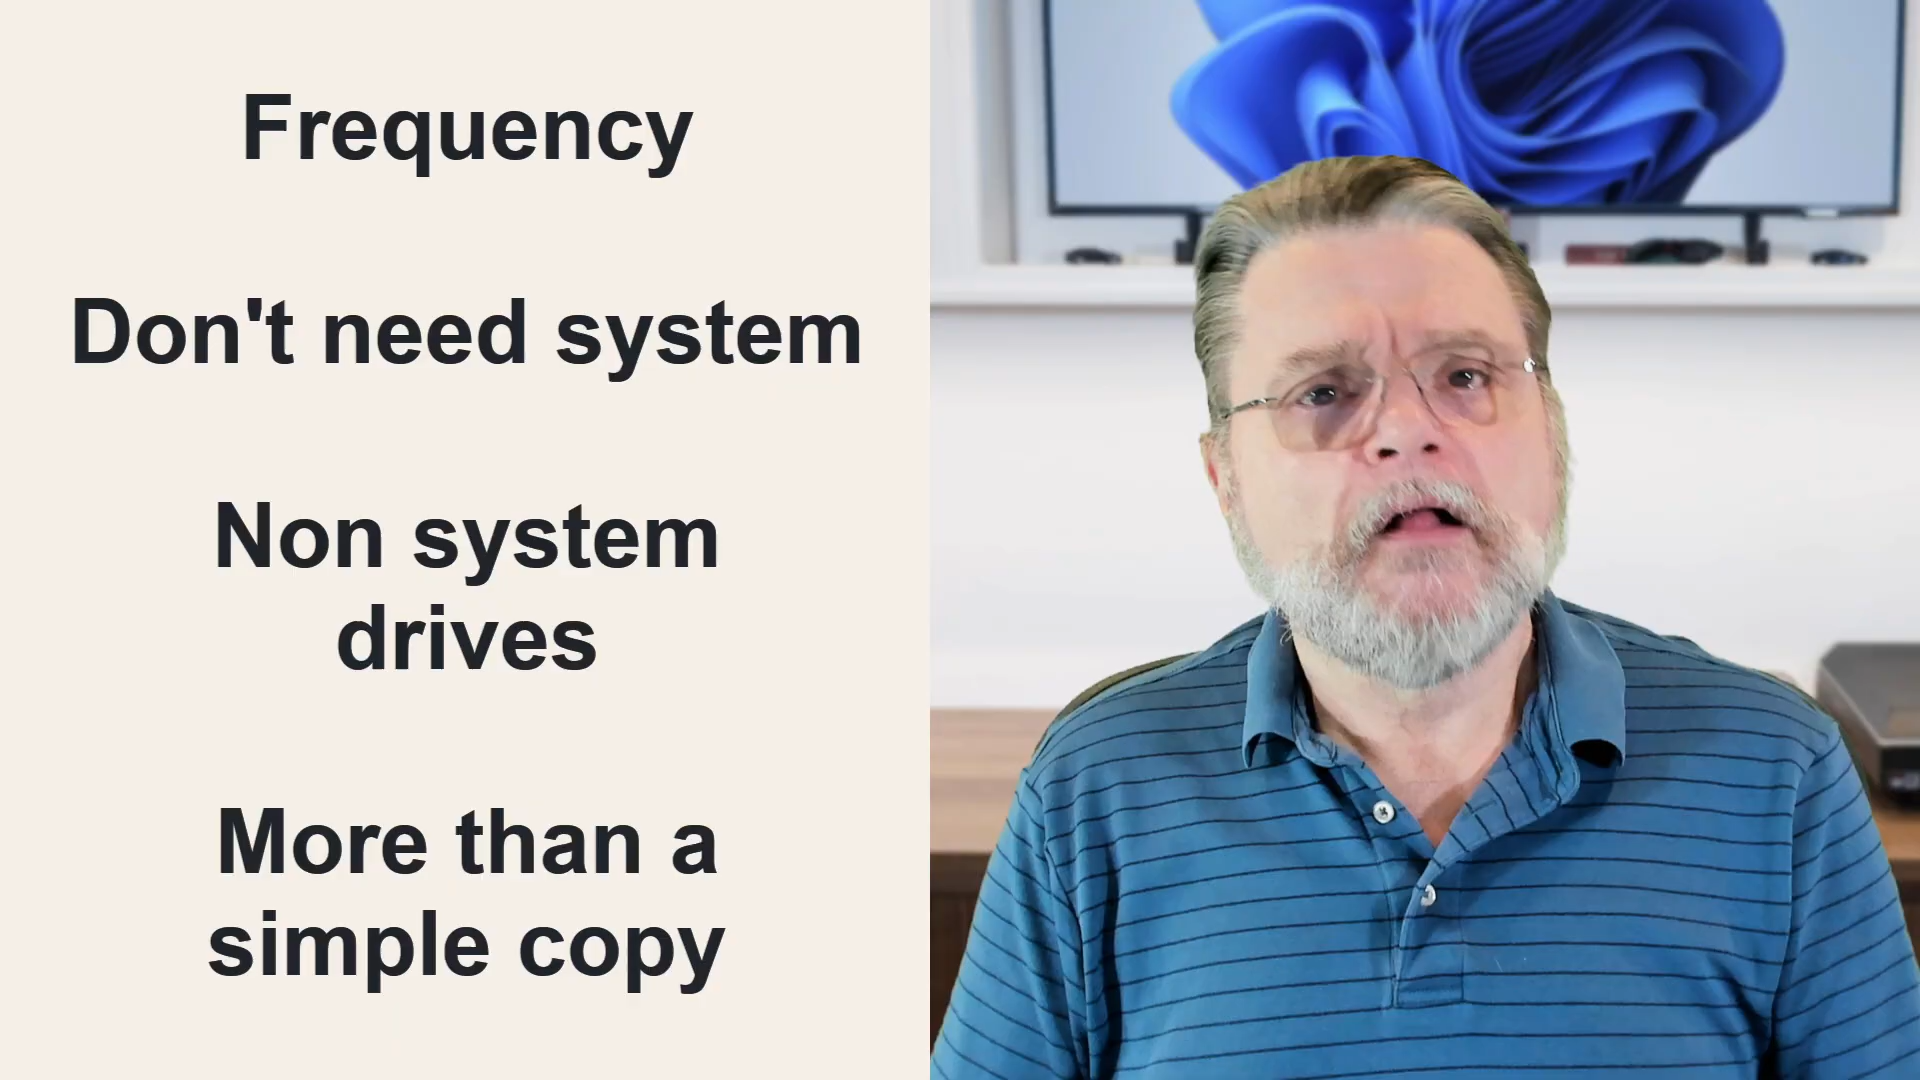 Frequency
Don't need system
Non system
drives
More than a
simple copy